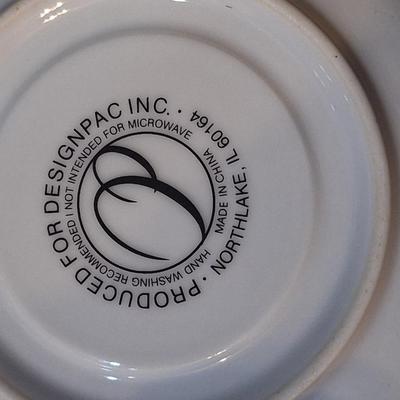 · PRODUCED FOR DESIGNPAC INC. · NORTHLAKE, IL 60164
HAND WASHING RECOMMENDED I NOT INTENDED FOR MICROWAVE
MADE IN CHINA